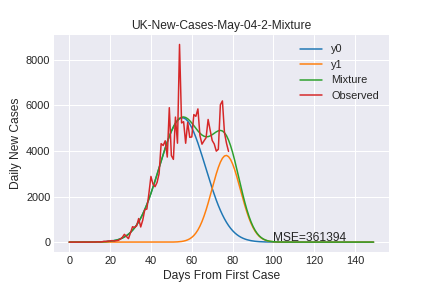 UK-New-Cases-May-04-2-Mixture
Daily New Cases
8000
6000
4000
2000
0
y0
y1
Mixture
Observed
MSE=361394
0 20 40 60 80 100 120 140
Days From First Case